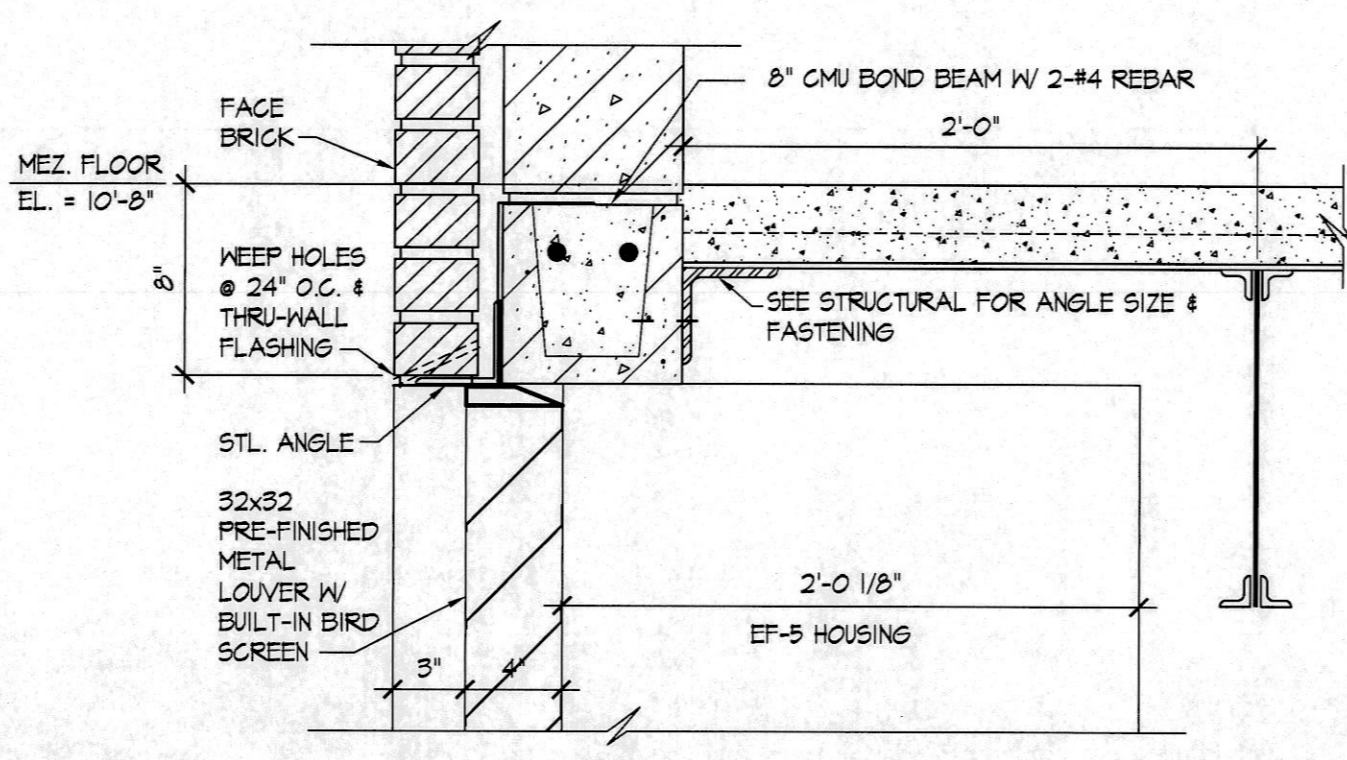 8" CMU BOND BEAM W/ 2-#4 REBAR
2'-0"
FACE
BRICK
MEZ. FLOOR
EL. = 10'-8"
8"
WEEP HOLES
@ 24" O.C. &
THRU-WALL
FLASHING
SEE STRUCTURAL FOR ANGLE SIZE &
FASTENING
STL. ANGLE
32x32
PRE-FINISHED
METAL
LOUVER W/
BUILT-IN BIRD
SCREEN
3"
4"
2'-0 1/8"
EF-5 HOUSING